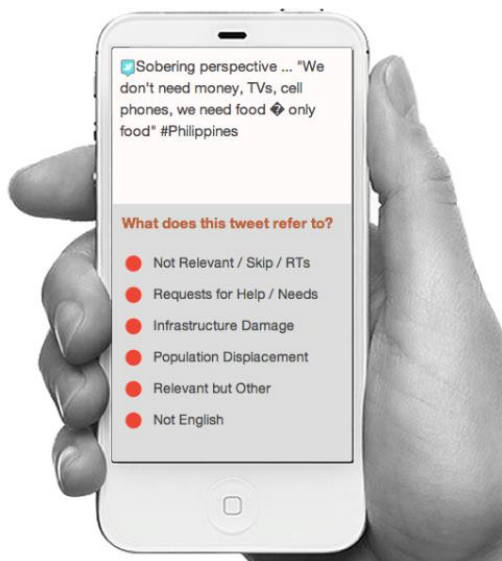 Sobering perspective ... "We
don't need money, TVs, cell
phones, we need food � only
food" #Philippines
What does this tweet refer to?
Not Relevant / Skip / RTs
Requests for Help / Needs
Infrastructure Damage
Population Displacement
Relevant but Other
Not English